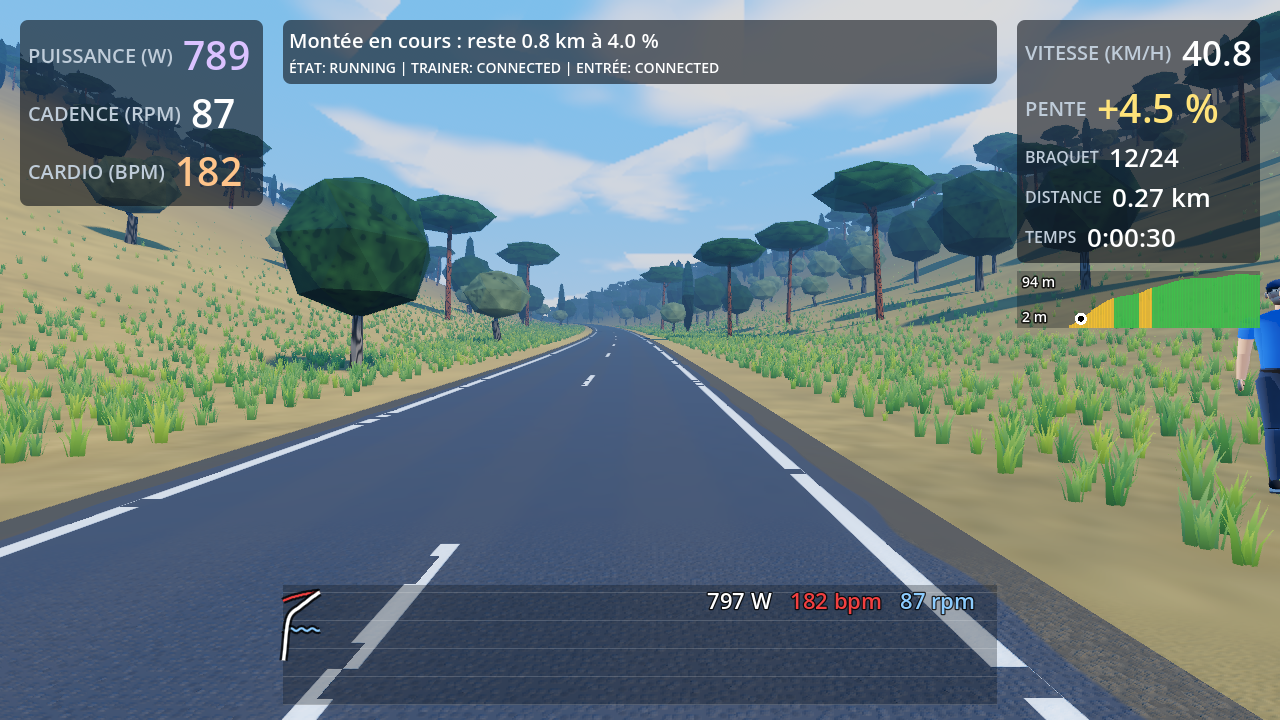 PUISSANCE (W) 789
CADENCE (RPM) 87
CARDIO (BPM) 182
Montée en cours : reste 0.8 km à 4.0 %
ÉTAT: RUNNING | TRAINER: CONNECTED | ENTRÉE: CONNECTED
VITESSE (KM/H) 40.8
PENTE +4.5 %
BRAQUET 12/24
DISTANCE 0.27 km
TEMPS 0:00:30
94 m
2 m
797 W 182 bpm 87 rpm